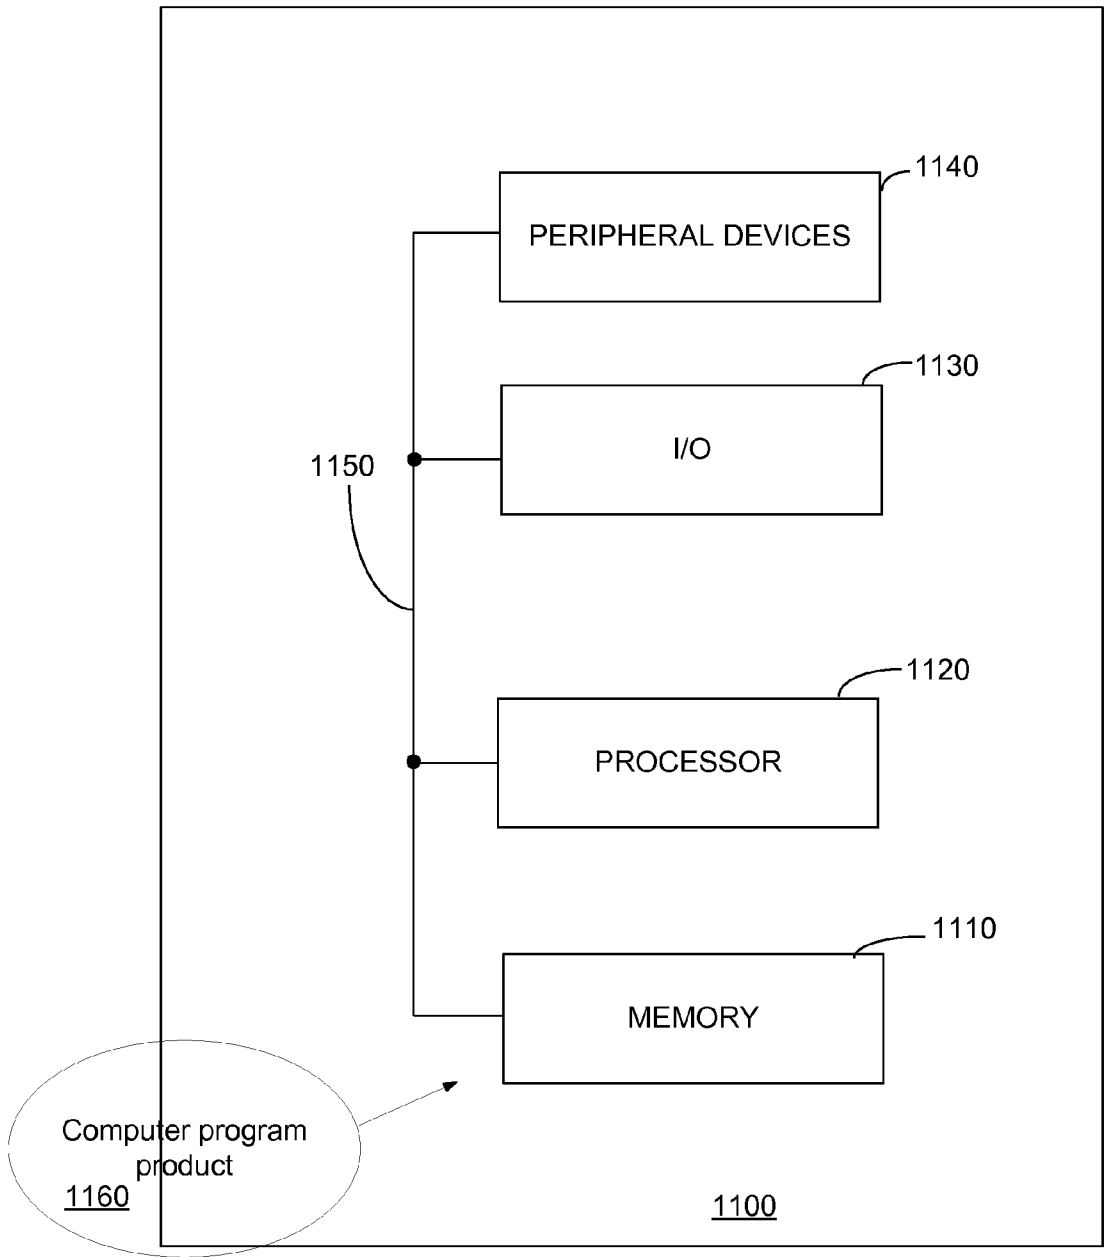 1140
PERIPHERAL DEVICES
1130
I/O
1150
1120
PROCESSOR
1110
MEMORY
Computer program
product
1160
1100